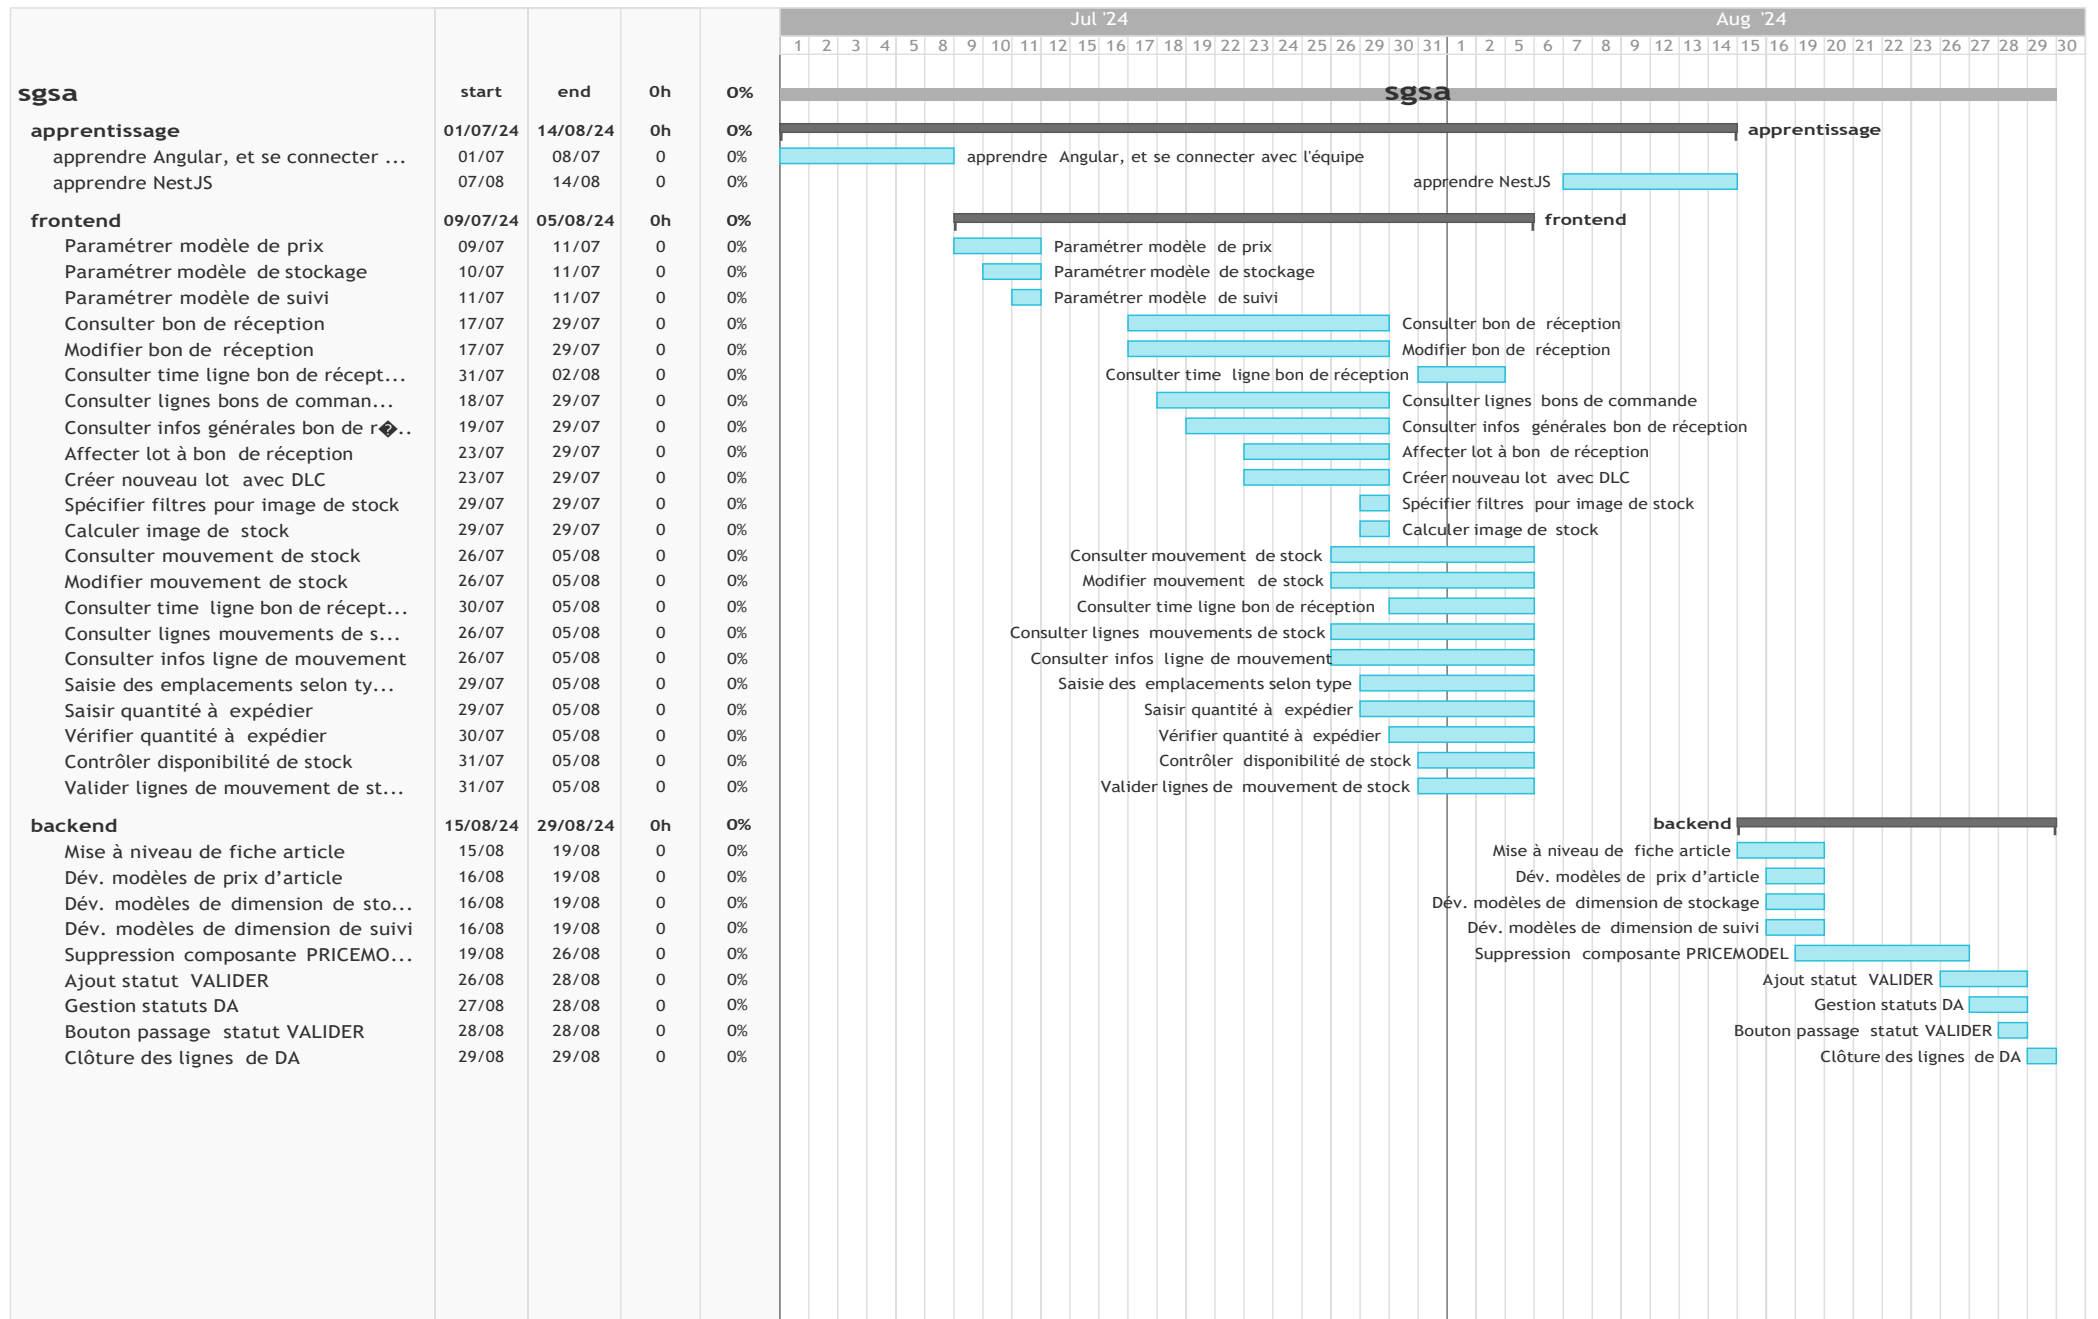 Jul '24 Aug '24
1 2 3 4 5 8 9 10 11 12 15 16 17 18 19 22 23 24 25 26 29 30 31 1 2 5 6 7 8 9 12 13 14 15 16 19 20 21 22 23 26 27 28 29 30
sgsa start end 0h 0% sgsa
apprentissage 01/07/24 14/08/24 0h 0% apprentissage
apprendre Angular, et se connecter ... 01/07 08/07 0 0% apprendre Angular, et se connecter avec l'équipe
apprendre NestJS 07/08 14/08 0 0% apprendre NestJS
frontend 09/07/24 05/08/24 0h 0% frontend
Paramétrer modèle de prix 09/07 11/07 0 0% Paramétrer modèle de prix
Paramétrer modèle de stockage 10/07 11/07 0 0% Paramétrer modèle de stockage
Paramétrer modèle de suivi 11/07 11/07 0 0% Paramétrer modèle de suivi
Consulter bon de réception 17/07 29/07 0 0% Consulter bon de réception
Modifier bon de réception 17/07 29/07 0 0% Modifier bon de réception
Consulter time ligne bon de récept... 31/07 02/08 0 0% Consulter time ligne bon de réception
Consulter lignes bons de comman... 18/07 29/07 0 0% Consulter lignes bons de commande
Consulter infos générales bon de r�.. 19/07 29/07 0 0% Consulter infos générales bon de réception
Affecter lot à bon de réception 23/07 29/07 0 0% Affecter lot à bon de réception
Créer nouveau lot avec DLC 23/07 29/07 0 0% Créer nouveau lot avec DLC
Spécifier filtres pour image de stock 29/07 29/07 0 0% Spécifier filtres pour image de stock
Calculer image de stock 29/07 29/07 0 0% Calculer image de stock
Consulter mouvement de stock 26/07 05/08 0 0% Consulter mouvement de stock
Modifier mouvement de stock 26/07 05/08 0 0% Modifier mouvement de stock
Consulter time ligne bon de récept... 30/07 05/08 0 0% Consulter time ligne bon de réception
Consulter lignes mouvements de s... 26/07 05/08 0 0% Consulter lignes mouvements de stock
Consulter infos ligne de mouvement 26/07 05/08 0 0% Consulter infos ligne de mouvement
Saisie des emplacements selon ty... 29/07 05/08 0 0% Saisie des emplacements selon type
Saisir quantité à expédier 29/07 05/08 0 0% Saisir quantité à expédier
Vérifier quantité à expédier 30/07 05/08 0 0% Vérifier quantité à expédier
Contrôler disponibilité de stock 31/07 05/08 0 0% Contrôler disponibilité de stock
Valider lignes de mouvement de st... 31/07 05/08 0 0% Valider lignes de mouvement de stock
backend 15/08/24 29/08/24 0h 0% backend
Mise à niveau de fiche article 15/08 19/08 0 0% Mise à niveau de fiche article
Dév. modèles de prix d’article 16/08 19/08 0 0% Dév. modèles de prix d’article
Dév. modèles de dimension de sto... 16/08 19/08 0 0% Dév. modèles de dimension de stockage
Dév. modèles de dimension de suivi 16/08 19/08 0 0% Dév. modèles de dimension de suivi
Suppression composante PRICEMO... 19/08 26/08 0 0% Suppression composante PRICEMODEL
Ajout statut VALIDER 26/08 28/08 0 0% Ajout statut VALIDER
Gestion statuts DA 27/08 28/08 0 0% Gestion statuts DA
Bouton passage statut VALIDER 28/08 28/08 0 0% Bouton passage statut VALIDER
Clôture des lignes de DA 29/08 29/08 0 0% Clôture des lignes de DA